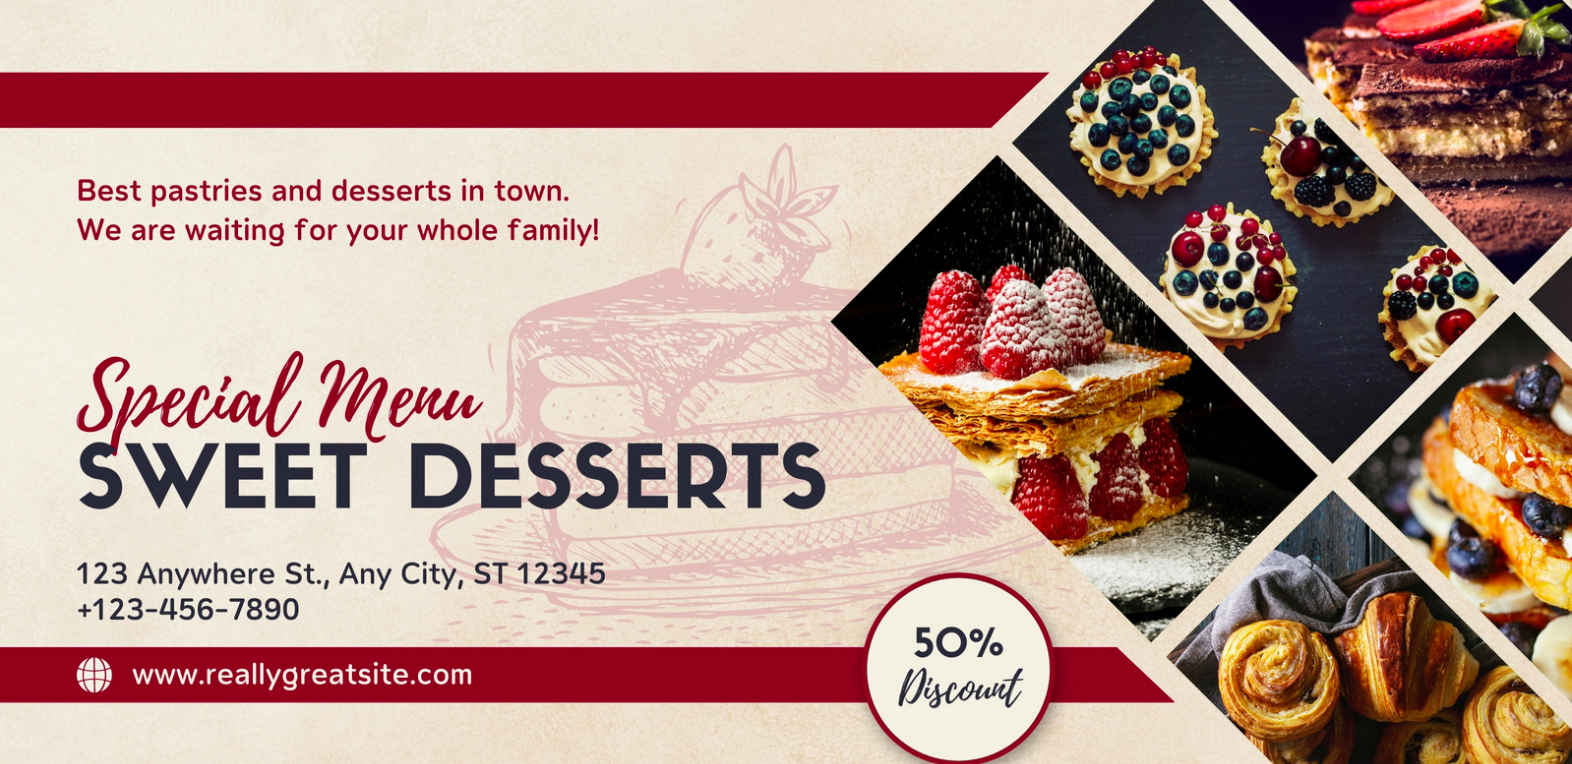 Best pastries and desserts in town.
We are waiting for your whole family!
Special Menu
SWEET DESSERTS
123 Anywhere St., Any City, ST 12345
+123-456-7890
www.reallygreatsite.com
50%
Discount